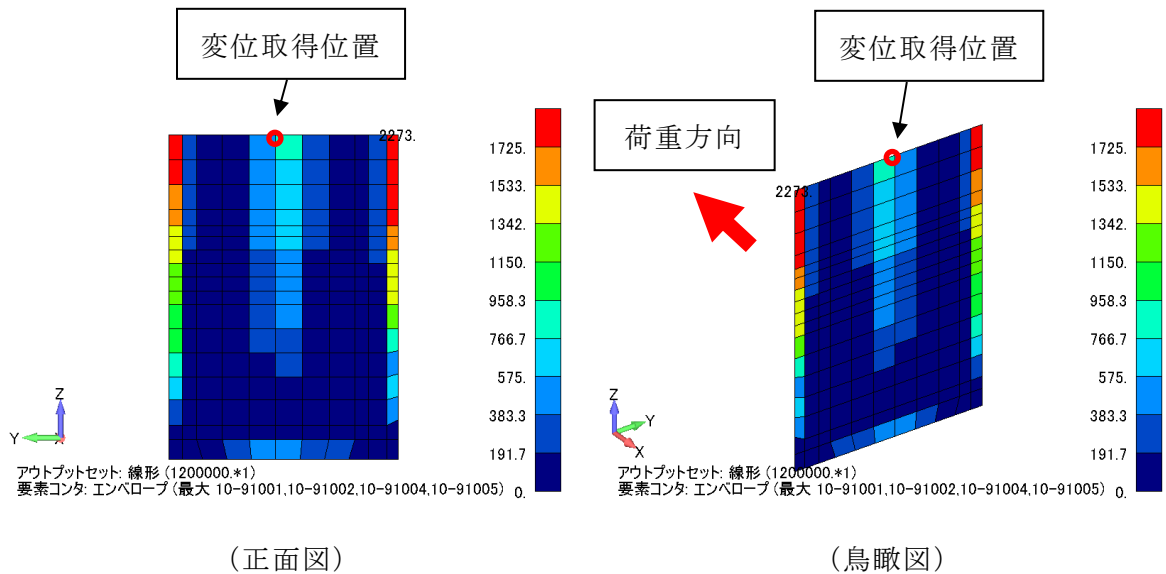 変位取得位置
2273.
1725.
1533.
1342.
1150.
958.3
766.7
575.
383.3
191.7
0.
Z
Y
X
アウトプットセット: 線形 (1200000.*1)
要素コンタ: エンベロープ (最大 10-91001,10-91002,10-91004,10-91005)
(正面図)
変位取得位置
荷重方向
2273.
1725.
1533.
1342.
1150.
958.3
766.7
575.
383.3
191.7
0.
Z
Y
X
アウトプットセット: 線形 (1200000.*1)
要素コンタ: エンベロープ (最大 10-91001,10-91002,10-91004,10-91005)
(鳥瞰図)